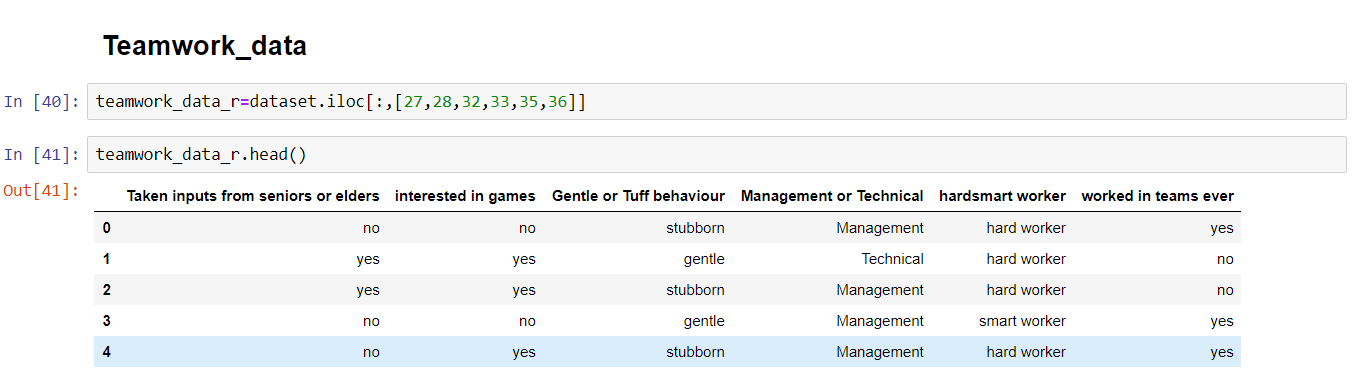 Teamwork_data
In [40]: teamwork_data_r=dataset.iloc[:,[27,28,32,33,35,36]]
In [41]: teamwork_data_r.head()
Out[41]:
Taken inputs from seniors or elders interested in games Gentle or Tuff behaviour Management or Technical hardsmart worker worked in teams ever
0 no no stubborn Management hard worker yes
1 yes yes gentle Technical hard worker no
2 yes yes stubborn Management hard worker no
3 no no gentle Management smart worker yes
4 no yes stubborn Management hard worker yes